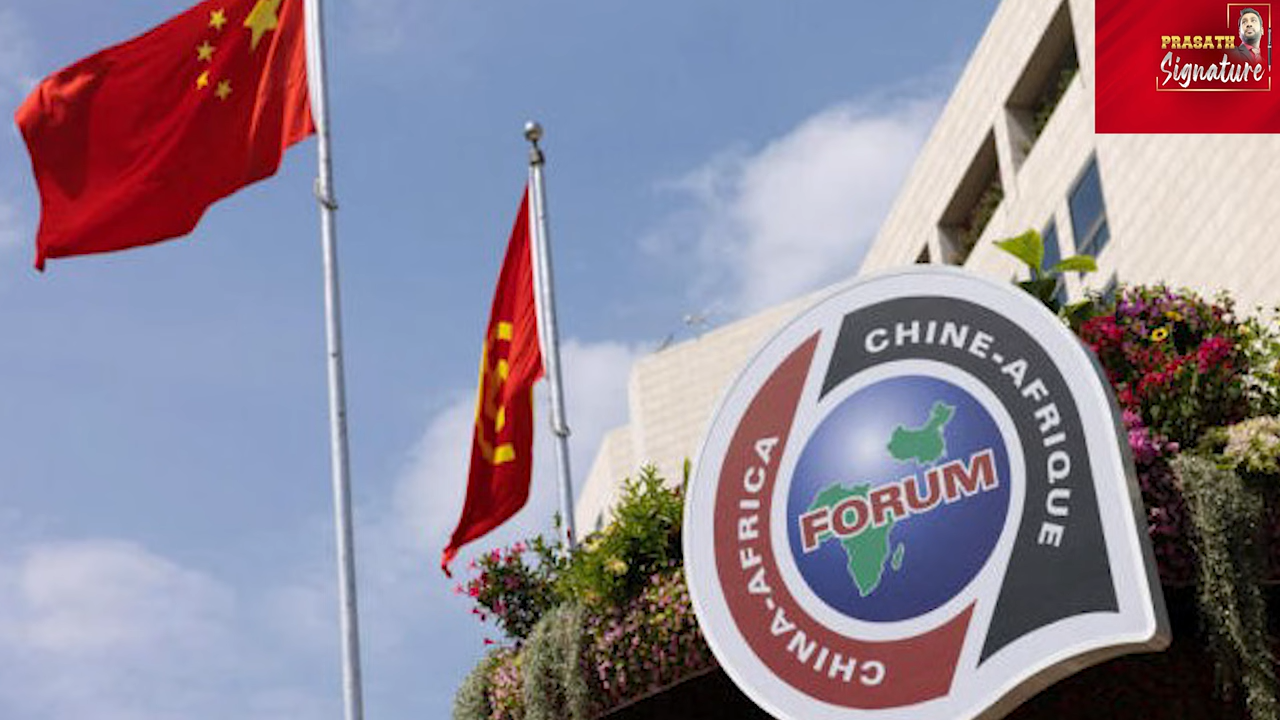 PRASATH
Signature
CHINE-AFRIQUE
FORUM
CHINA-AFRICA